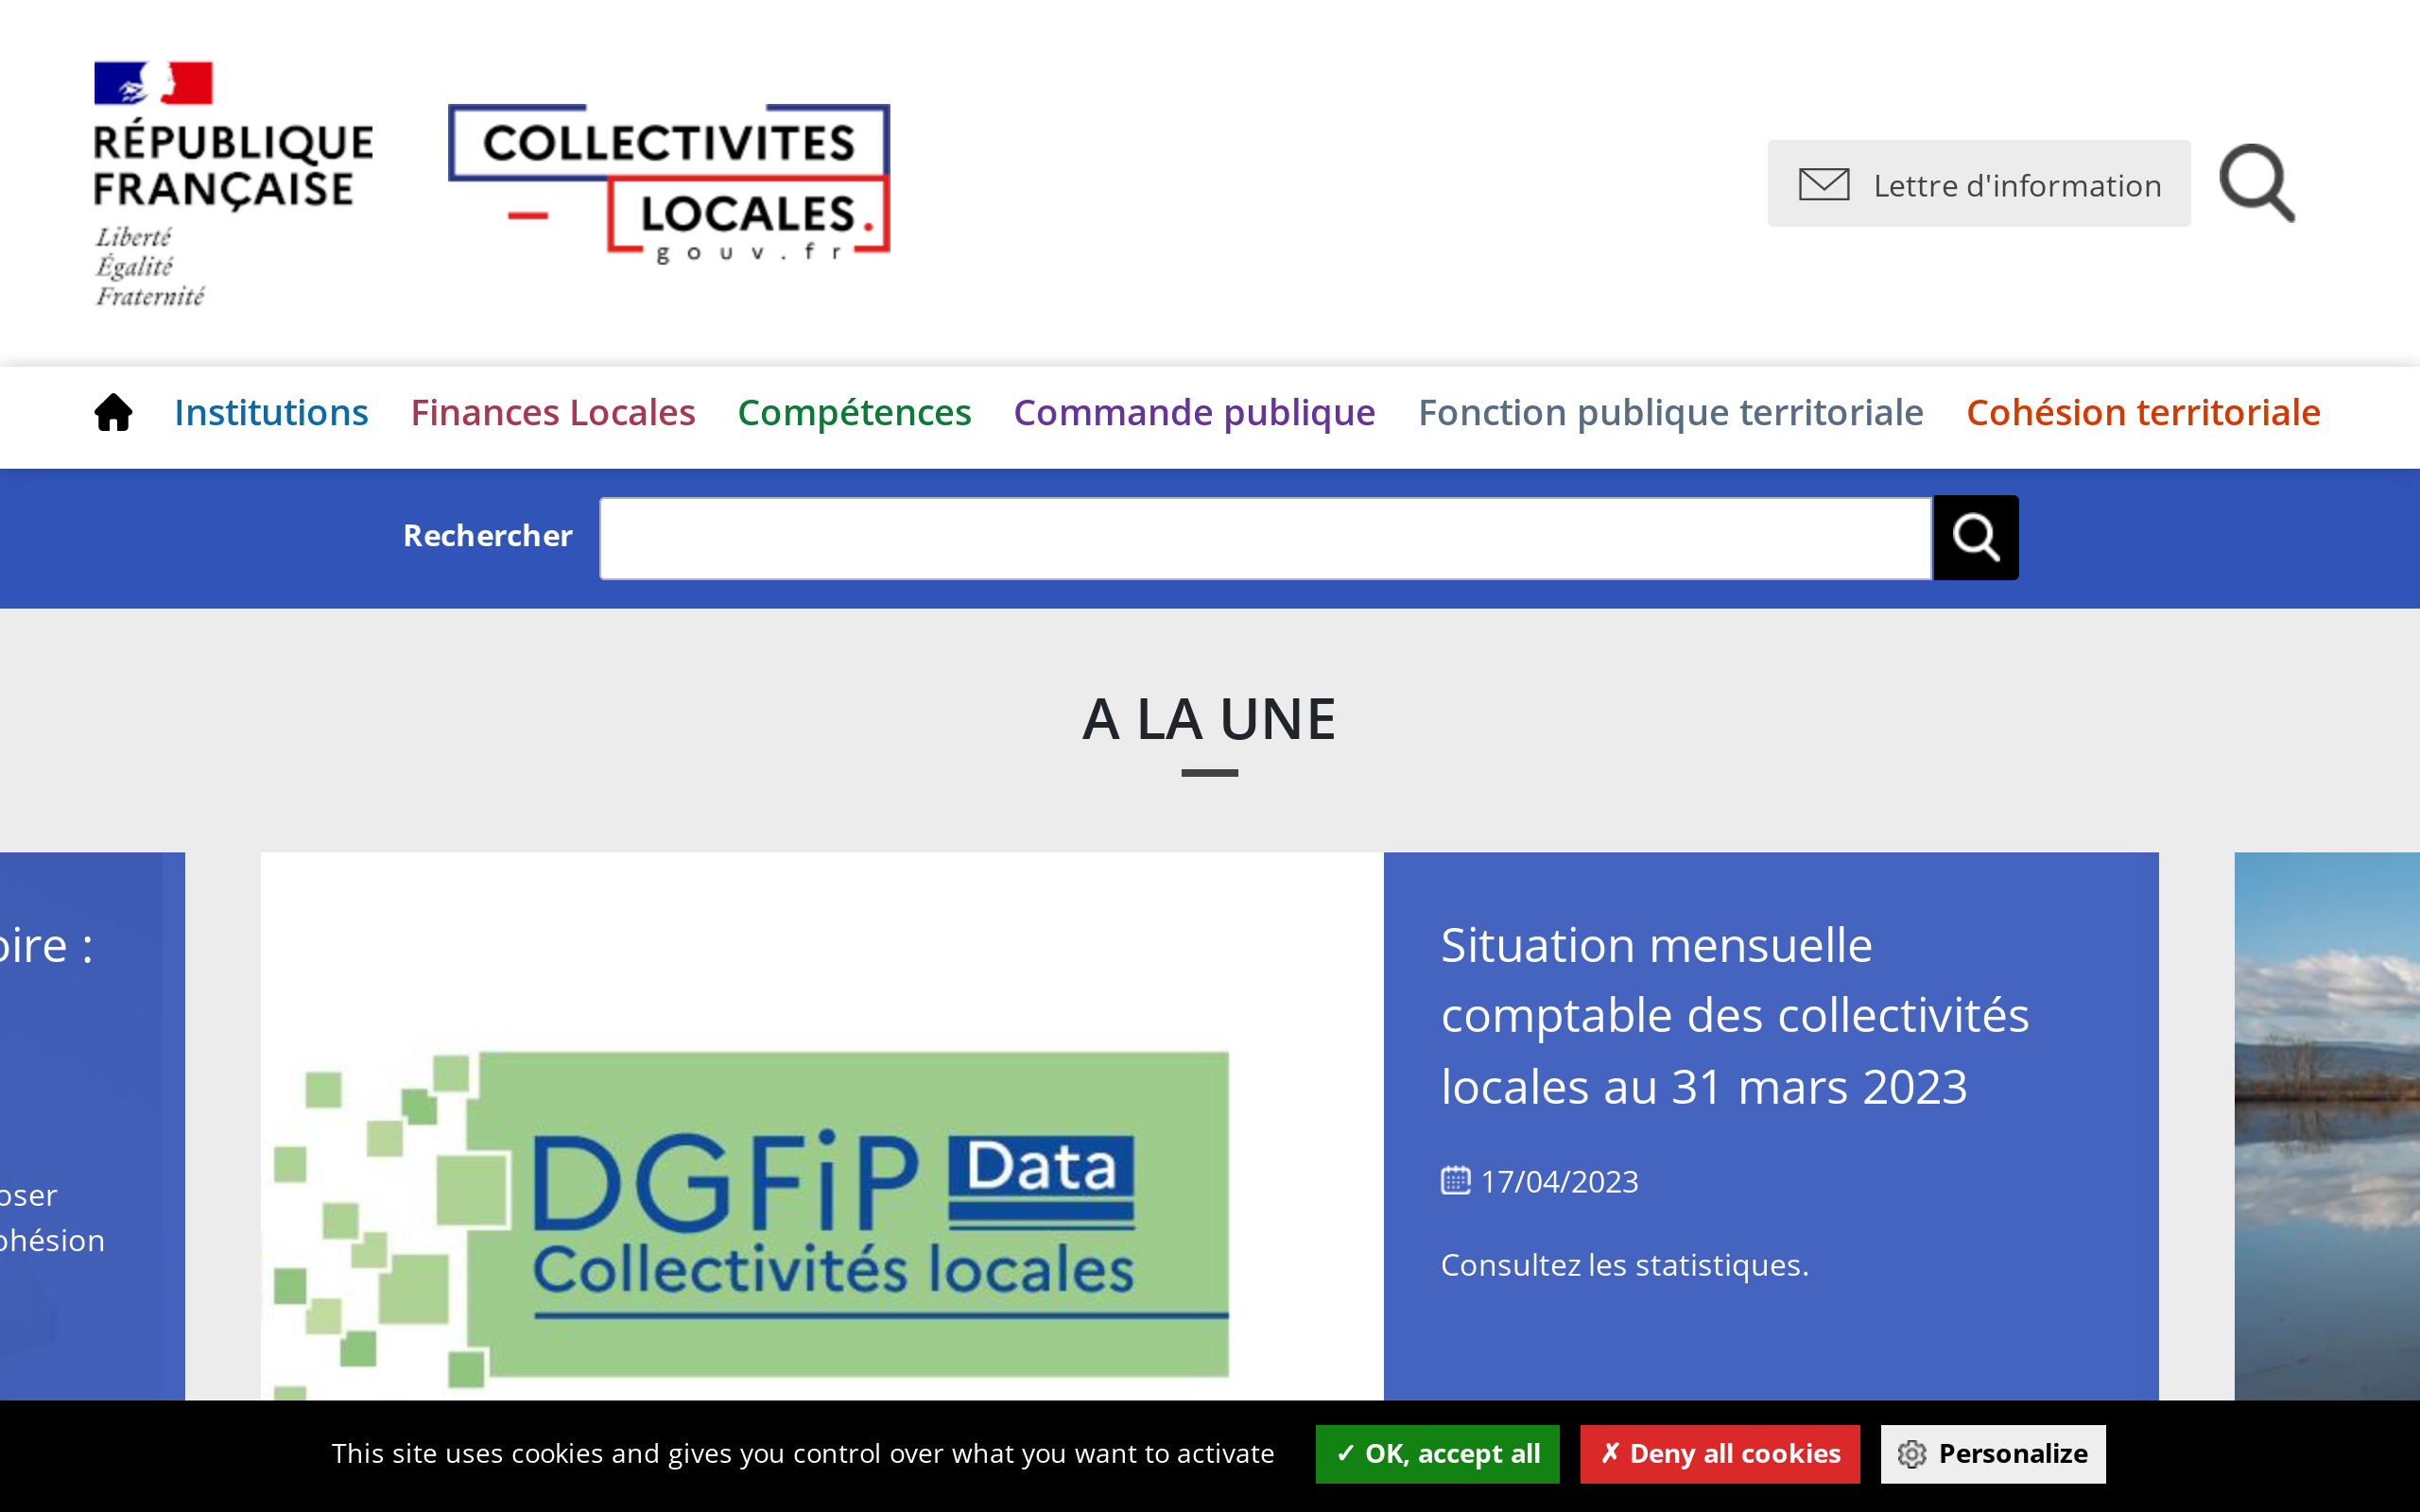 RÉPUBLIQUE
FRANÇAISE
Liberté
Égalité
Fraternité
COLLECTIVITES
LOCALES.
gouv.fr
Lettre d'information
Institutions Finances Locales Compétences Commande publique Fonction publique territoriale Cohésion territoriale
Rechercher
A LA UNE
oire :
oser
ohésion
DGFiP Data
Collectivités locales
Situation mensuelle
comptable des collectivités
locales au 31 mars 2023
17/04/2023
Consultez les statistiques.
This site uses cookies and gives you control over what you want to activate ✓ OK, accept all ✗ Deny all cookies Personalize